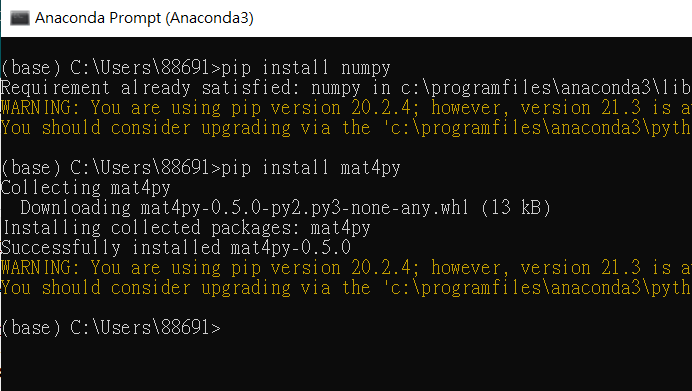 Anaconda Prompt (Anaconda3)
(base) C:\Users\88691>pip install numpy
Requirement already satisfied: numpy in c:\programfiles\anaconda3\lib
WARNING: You are using pip version 20.2.4; however, version 21.3 is a
You should consider upgrading via the 'c:\programfiles\anaconda3\pyth
(base) C:\Users\88691>pip install mat4py
Collecting mat4py
  Downloading mat4py-0.5.0-py2.py3-none-any.whl (13 kB)
Installing collected packages: mat4py
Successfully installed mat4py-0.5.0
WARNING: You are using pip version 20.2.4; however, version 21.3 is a
You should consider upgrading via the 'c:\programfiles\anaconda3\pyth
(base) C:\Users\88691>